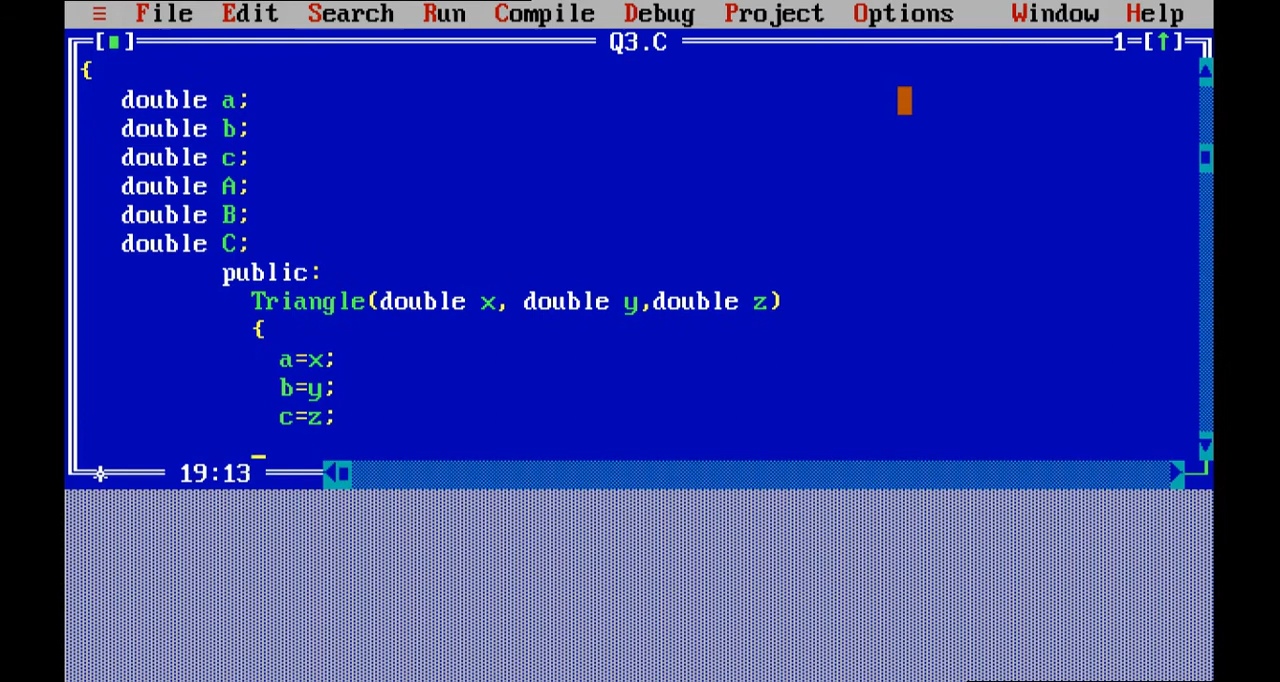 ≡ File Edit Search Run Compile Debug Project Options Window Help
[■] Q3.C 1=[↑]
{
double a;
double b;
double c;
double A;
double B;
double C;
public:
Triangle(double x, double y,double z)
{
a=x;
b=y;
c=z;
19:13